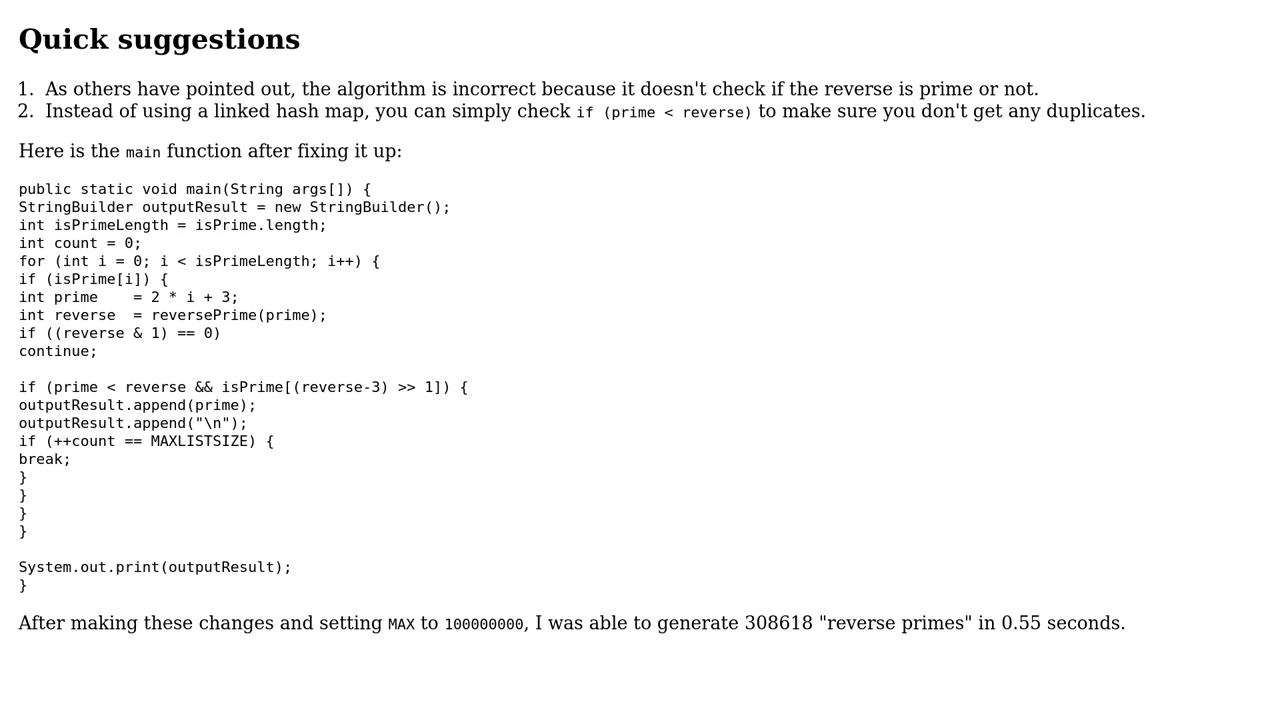 Quick suggestions
1. As others have pointed out, the algorithm is incorrect because it doesn't check if the reverse is prime or not.
2. Instead of using a linked hash map, you can simply check if (prime < reverse) to make sure you don't get any duplicates.
Here is the main function after fixing it up:
public static void main(String args[]) {
StringBuilder outputResult = new StringBuilder();
int isPrimeLength = isPrime.length;
int count = 0;
for (int i = 0; i < isPrimeLength; i++) {
if (isPrime[i]) {
int prime    = 2 * i + 3;
int reverse  = reversePrime(prime);
if ((reverse & 1) == 0)
continue;

if (prime < reverse && isPrime[(reverse-3) >> 1]) {
outputResult.append(prime);
outputResult.append("\n");
if (++count == MAXLISTSIZE) {
break;
}
}
}
}

System.out.print(outputResult);
}
After making these changes and setting MAX to 100000000, I was able to generate 308618 "reverse primes" in 0.55 seconds.